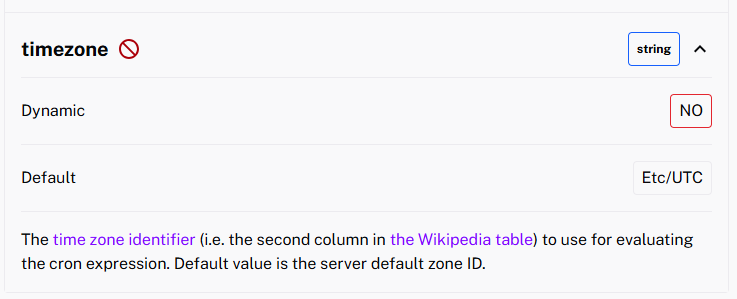 timezone string
Dynamic NO
Default Etc/UTC
The time zone identifier (i.e. the second column in the Wikipedia table) to use for evaluating
the cron expression. Default value is the server default zone ID.